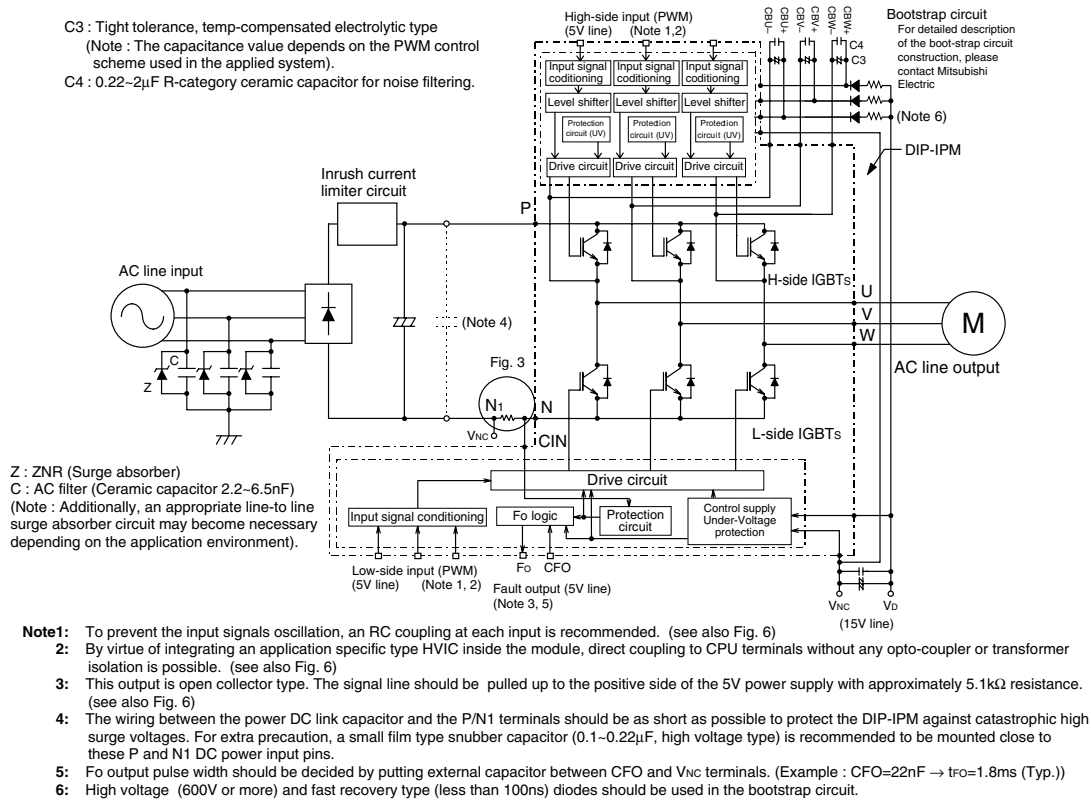 C3 : Tight tolerance, temp-compensated electrolytic type
(Note : The capacitance value depends on the PWM control
scheme used in the applied system).
C4 : 0.22~2μF R-category ceramic capacitor for noise filtering.
High-side input (PWM)
(5V line) (Note 1,2)
CBU–
CBU+
CBV–
CBV+
CBW–
CBW+
C4
C3
Bootstrap circuit
For detailed description
of the boot-strap circuit
construction, please
contact Mitsubishi
Electric
(Note 6)
DIP-IPM
Input signal coditioning
Input signal coditioning
Input signal coditioning
Level shifter
Level shifter
Level shifter
Protection circuit (UV)
Protection circuit (UV)
Protection circuit (UV)
Drive circuit
Drive circuit
Drive circuit
Inrush current
limiter circuit
P
AC line input
H-side IGBTs
U
V
W
M
AC line output
(Note 4)
C
Z
Fig. 3
N1
N
VNC
CIN
L-side IGBTs
Z : ZNR (Surge absorber)
C : AC filter (Ceramic capacitor 2.2~6.5nF)
(Note : Additionally, an appropriate line-to line
surge absorber circuit may become necessary
depending on the application environment).
Drive circuit
Input signal conditioning
Fo logic
Protection
circuit
Control supply
Under-Voltage
protection
Low-side input (PWM)
(5V line) (Note 1, 2)
FO
CFO
Fault output (5V line)
(Note 3, 5)
VNC
VD
(15V line)
Note1: To prevent the input signals oscillation, an RC coupling at each input is recommended. (see also Fig. 6)
2: By virtue of integrating an application specific type HVIC inside the module, direct coupling to CPU terminals without any opto-coupler or transformer
isolation is possible. (see also Fig. 6)
3: This output is open collector type. The signal line should be pulled up to the positive side of the 5V power supply with approximately 5.1kΩ resistance.
(see also Fig. 6)
4: The wiring between the power DC link capacitor and the P/N1 terminals should be as short as possible to protect the DIP-IPM against catastrophic high
surge voltages. For extra precaution, a small film type snubber capacitor (0.1~0.22μF, high voltage type) is recommended to be mounted close to
these P and N1 DC power input pins.
5: Fo output pulse width should be decided by putting external capacitor between CFO and VNC terminals. (Example : CFO=22nF → tFO=1.8ms (Typ.))
6: High voltage (600V or more) and fast recovery type (less than 100ns) diodes should be used in the bootstrap circuit.